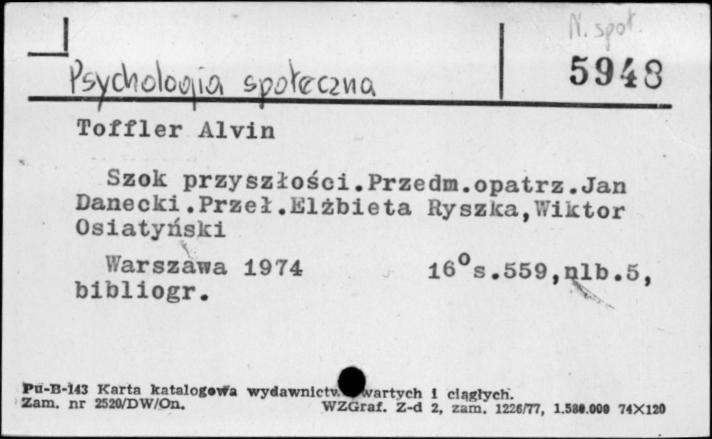 N. społ.
5948
Psychologia społeczna
Toffler Alvin
Szok przyszłości.Przedm.opatrz.Jan
Danecki.Przeł.Elżbieta Ryszka,Wiktor
Osiatyński
Warszawa 1974 16°s.559,nlb.5,
bibliogr.
Pu-B-143 Karta katalogowa wydawnictw wartych i ciągłych.
Zam. nr 2520/DW/On. WZGraf. Z-d 2, zam. 1226/77, 1.580.000 74X120